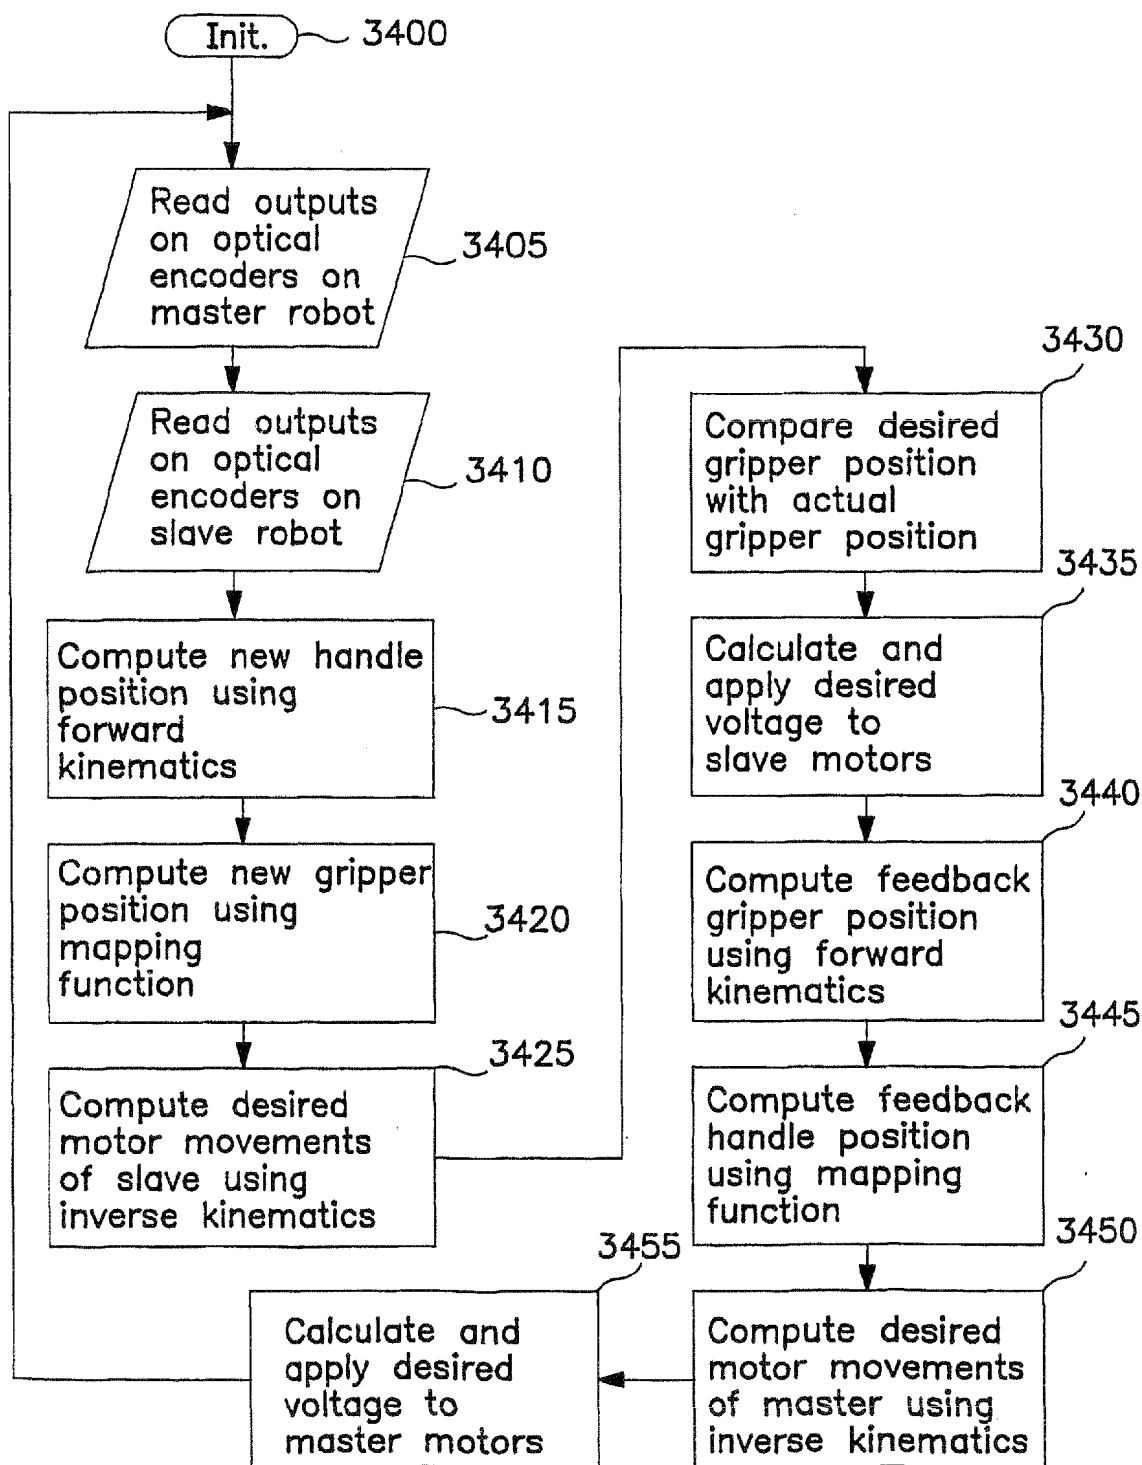 Init.
3400
Read outputs
on optical
encoders on
master robot
3405
Read outputs
on optical
encoders on
slave robot
3410
Compute new handle
position using
forward
kinematics
3415
Compute new gripper
position using
mapping
function
3420
Compute desired
motor movements
of slave using
inverse kinematics
3425
Compare desired
gripper position
with actual
gripper position
3430
Calculate and
apply desired
voltage to
slave motors
3435
Compute feedback
gripper position
using forward
kinematics
3440
Compute feedback
handle position
using mapping
function
3445
Compute desired
motor movements
of master using
inverse kinematics
3450
Calculate and
apply desired
voltage to
master motors
3455